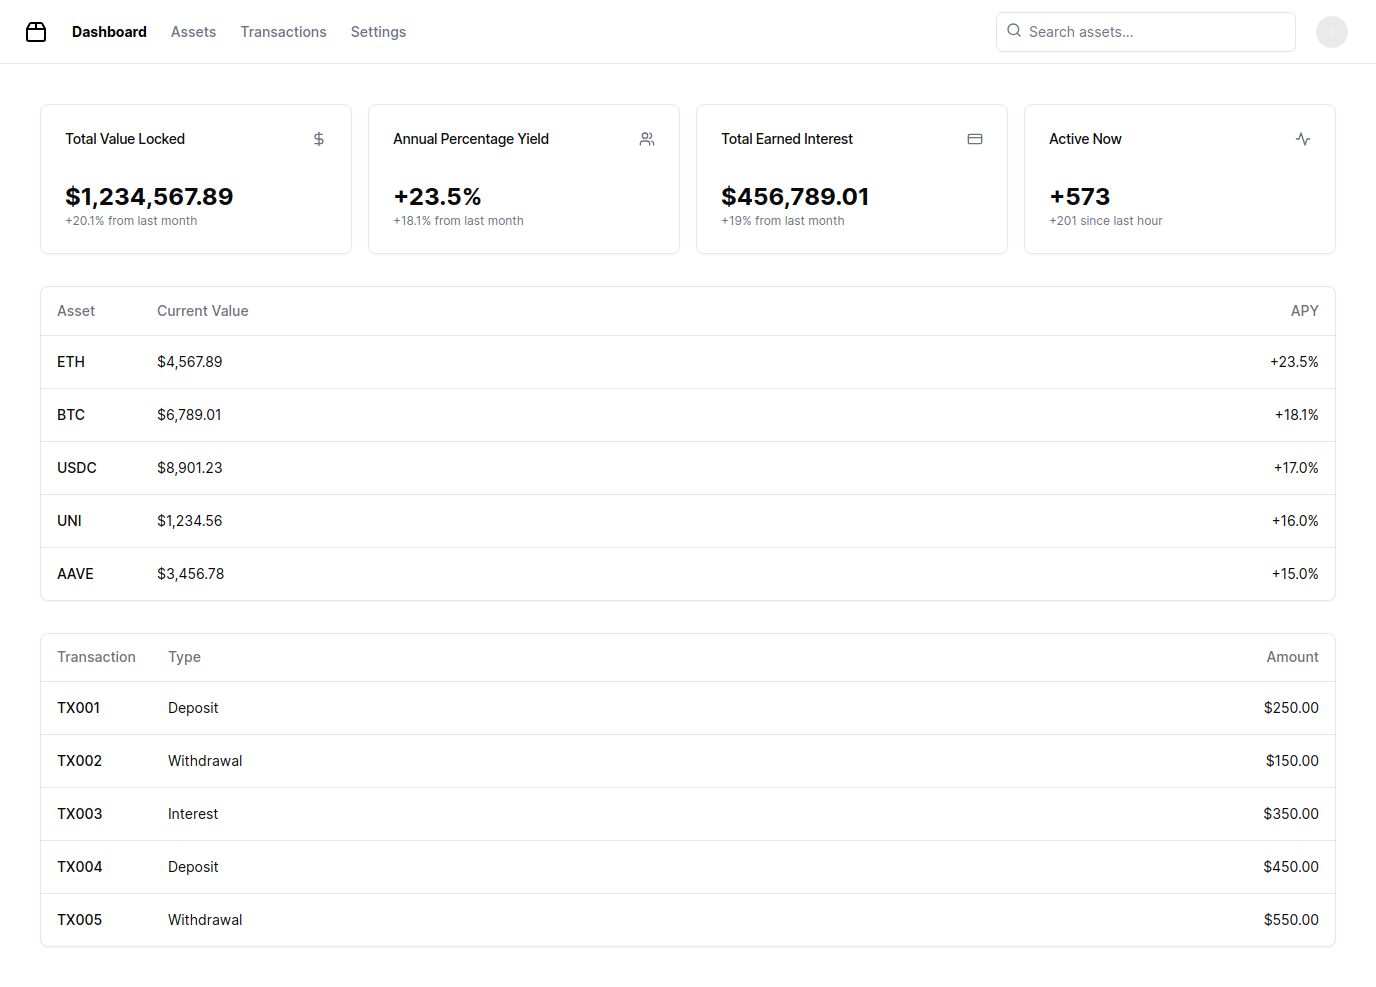 Dashboard Assets Transactions Settings Search assets...
Total Value Locked
$1,234,567.89
+20.1% from last month
Annual Percentage Yield
+23.5%
+18.1% from last month
Total Earned Interest
$456,789.01
+19% from last month
Active Now
+573
+201 since last hour
Asset Current Value APY
ETH $4,567.89 +23.5%
BTC $6,789.01 +18.1%
USDC $8,901.23 +17.0%
UNI $1,234.56 +16.0%
AAVE $3,456.78 +15.0%
Transaction Type Amount
TX001 Deposit $250.00
TX002 Withdrawal $150.00
TX003 Interest $350.00
TX004 Deposit $450.00
TX005 Withdrawal $550.00